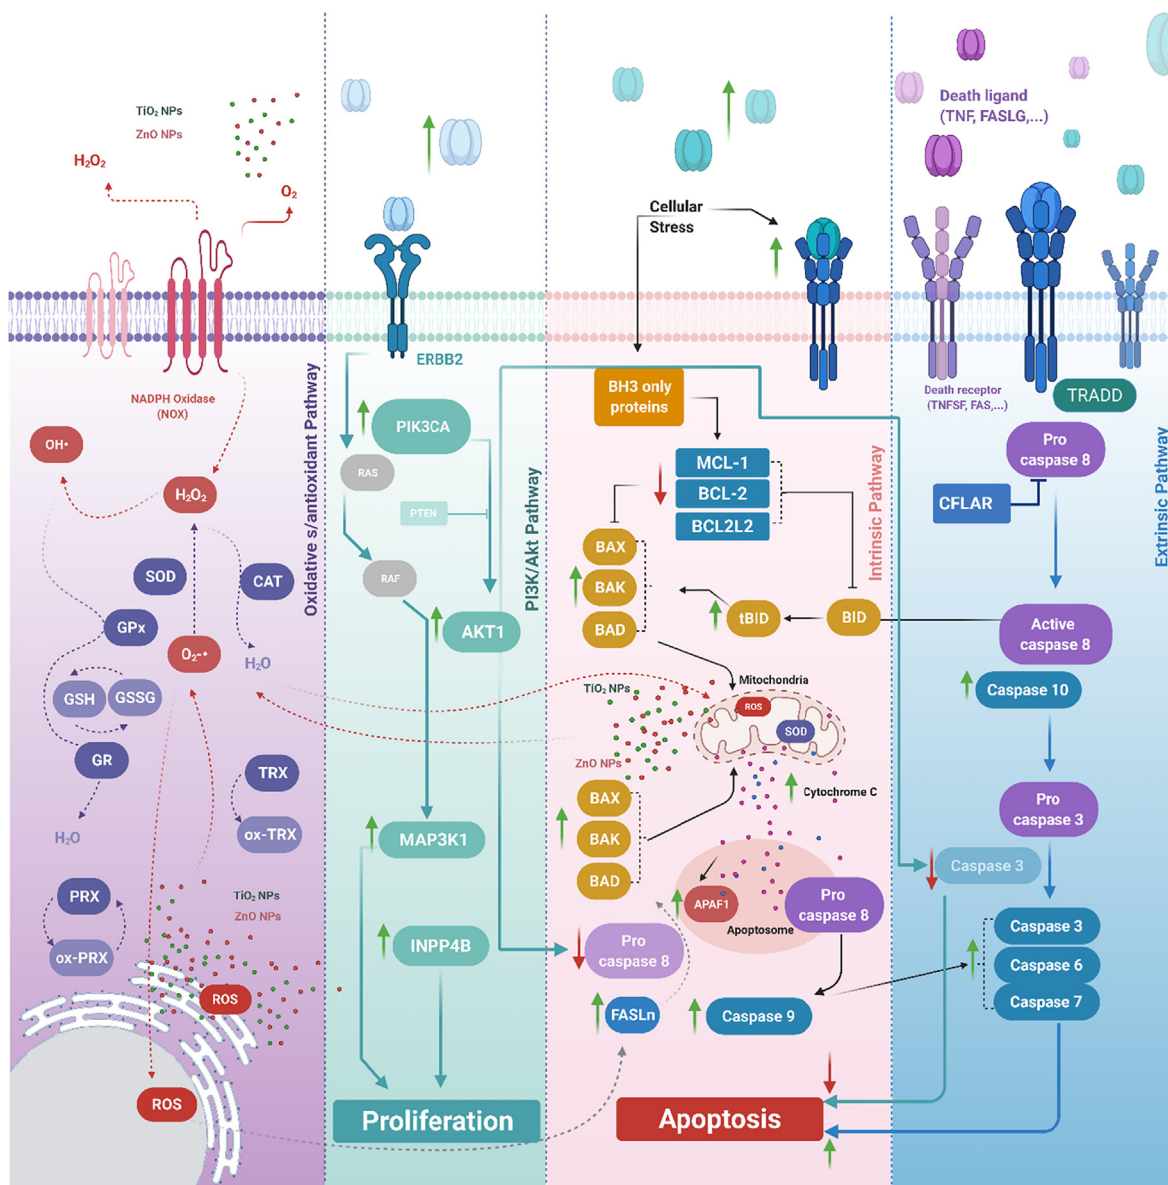 TiO₂ NPs
ZnO NPs
H₂O₂
O₂
NADPH Oxidase
(NOX)
OH•
H₂O₂
SOD
CAT
GPx
O₂-•
H₂O
GSH
GSSG
GR
TRX
H₂O
ox-TRX
PRX
TiO₂ NPs
ZnO NPs
ox-PRX
ROS
ROS
Oxidative s/antioxidant Pathway
ERBB2
PIK3CA
RAS
PTEN
RAF
AKT1
MAP3K1
INPP4B
Proliferation
PI3K/Akt Pathway
Cellular
Stress
BH3 only
proteins
MCL-1
BCL-2
BCL2L2
BAX
BAK
BAD
tBID
BID
Mitochondria
TiO₂ NPs
ROS
SOD
ZnO NPs
Cytochrome C
BAX
BAK
BAD
APAF1
Apoptosome
Pro
caspase 8
Pro
caspase 8
FASLn
Caspase 9
Apoptosis
Intrinsic Pathway
Death ligand
(TNF, FASLG,...)
Death receptor
(TNFSF, FAS,...)
TRADD
Pro
caspase 8
CFLAR
Active
caspase 8
Caspase 10
Pro
caspase 3
Caspase 3
Caspase 3
Caspase 6
Caspase 7
Extrinsic Pathway